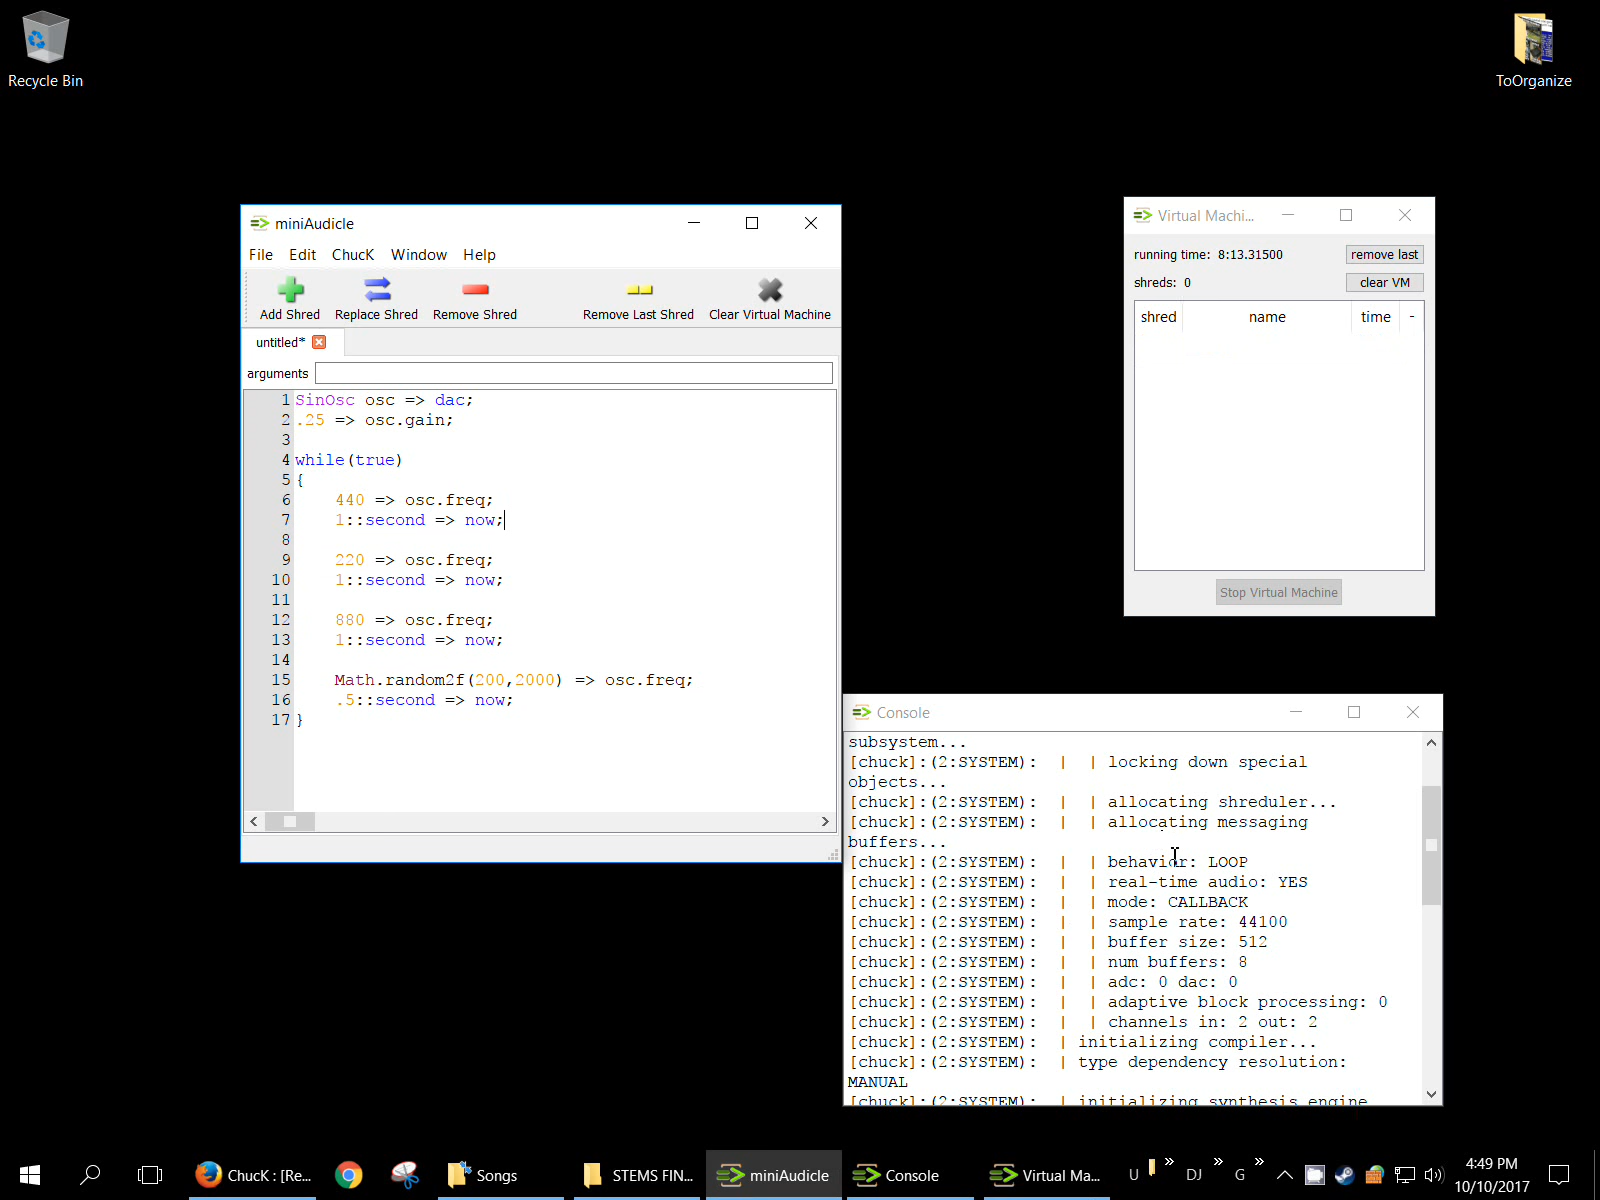 Recycle Bin
ToOrganize
miniAudicle
File Edit ChucK Window Help
Add Shred Replace Shred Remove Shred Remove Last Shred Clear Virtual Machine
untitled*
arguments
1 SinOsc osc => dac;
2 .25 => osc.gain;
3
4 while(true)
5 {
6 440 => osc.freq;
7 1::second => now;
8
9 220 => osc.freq;
10 1::second => now;
11
12 880 => osc.freq;
13 1::second => now;
14
15 Math.random2f(200,2000) => osc.freq;
16 .5::second => now;
17 }
Virtual Machi...
running time: 8:13.31500 remove last
shreds: 0 clear VM
shred name time -
Stop Virtual Machine
Console
subsystem...
[chuck]:(2:SYSTEM): | | locking down special
objects...
[chuck]:(2:SYSTEM): | | allocating shreduler...
[chuck]:(2:SYSTEM): | | allocating messaging
buffers...
[chuck]:(2:SYSTEM): | | behavior: LOOP
[chuck]:(2:SYSTEM): | | real-time audio: YES
[chuck]:(2:SYSTEM): | | mode: CALLBACK
[chuck]:(2:SYSTEM): | | sample rate: 44100
[chuck]:(2:SYSTEM): | | buffer size: 512
[chuck]:(2:SYSTEM): | | num buffers: 8
[chuck]:(2:SYSTEM): | | adc: 0 dac: 0
[chuck]:(2:SYSTEM): | | adaptive block processing: 0
[chuck]:(2:SYSTEM): | | channels in: 2 out: 2
[chuck]:(2:SYSTEM): | initializing compiler...
[chuck]:(2:SYSTEM): | type dependency resolution:
MANUAL
[chuck]:(2:SYSTEM): | initializing synthesis engine
ChucK : [Re... Songs STEMS FIN... miniAudicle Console Virtual Ma... U » DJ » G » 4:49 PM
10/10/2017